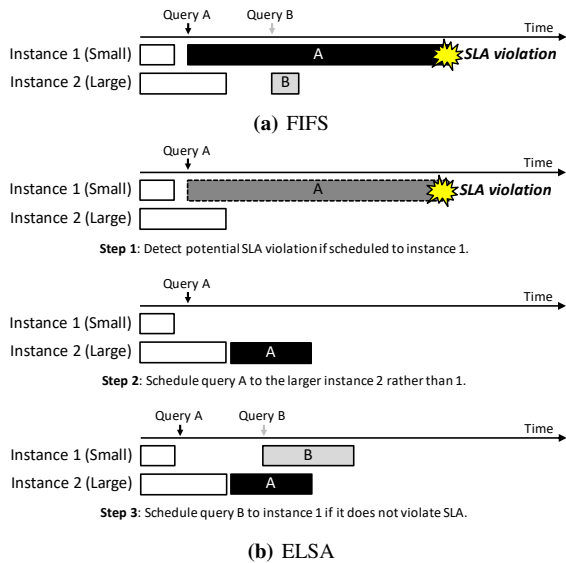 Query A Query B
Time
Instance 1 (Small) A SLA violation
Instance 2 (Large) B
(a) FIFS
Query A
Time
Instance 1 (Small) A SLA violation
Instance 2 (Large)
Step 1: Detect potential SLA violation if scheduled to instance 1.
Query A
Time
Instance 1 (Small)
Instance 2 (Large) A
Step 2: Schedule query A to the larger instance 2 rather than 1.
Query A Query B
Time
Instance 1 (Small) B
Instance 2 (Large) A
Step 3: Schedule query B to instance 1 if it does not violate SLA.
(b) ELSA